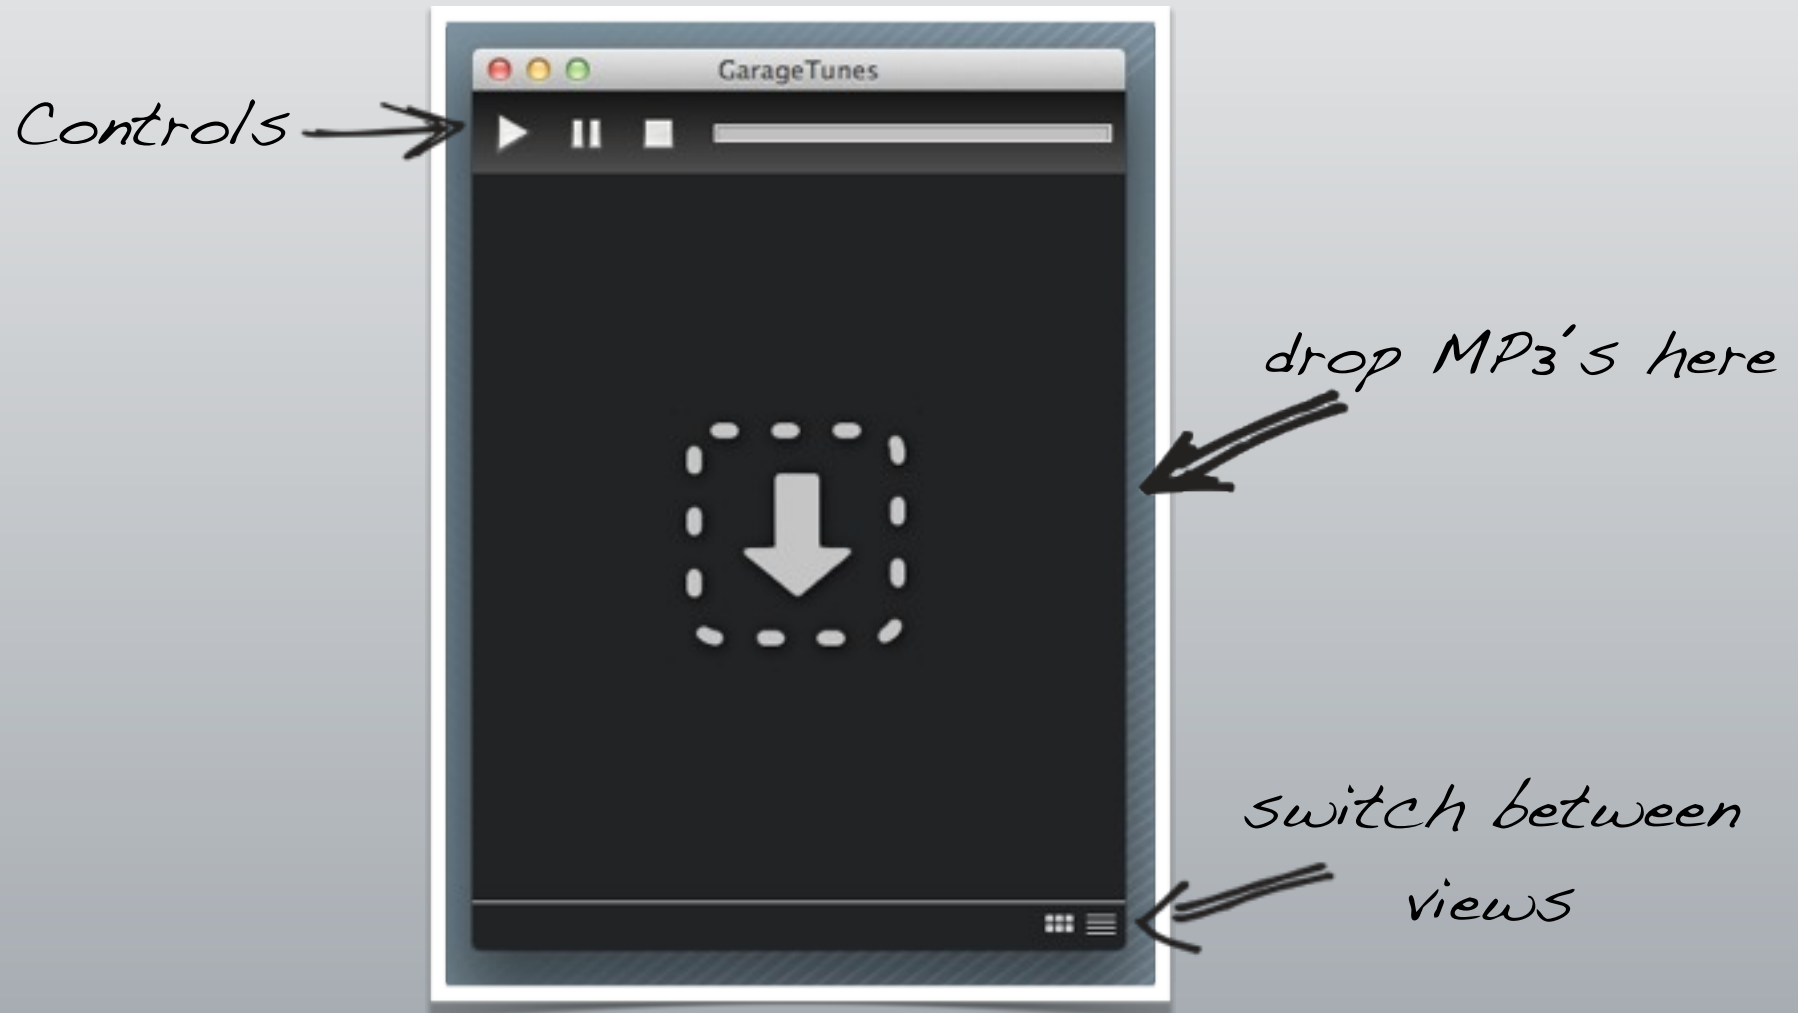 GarageTunes
Controls
drop MP3's here
switch between
views